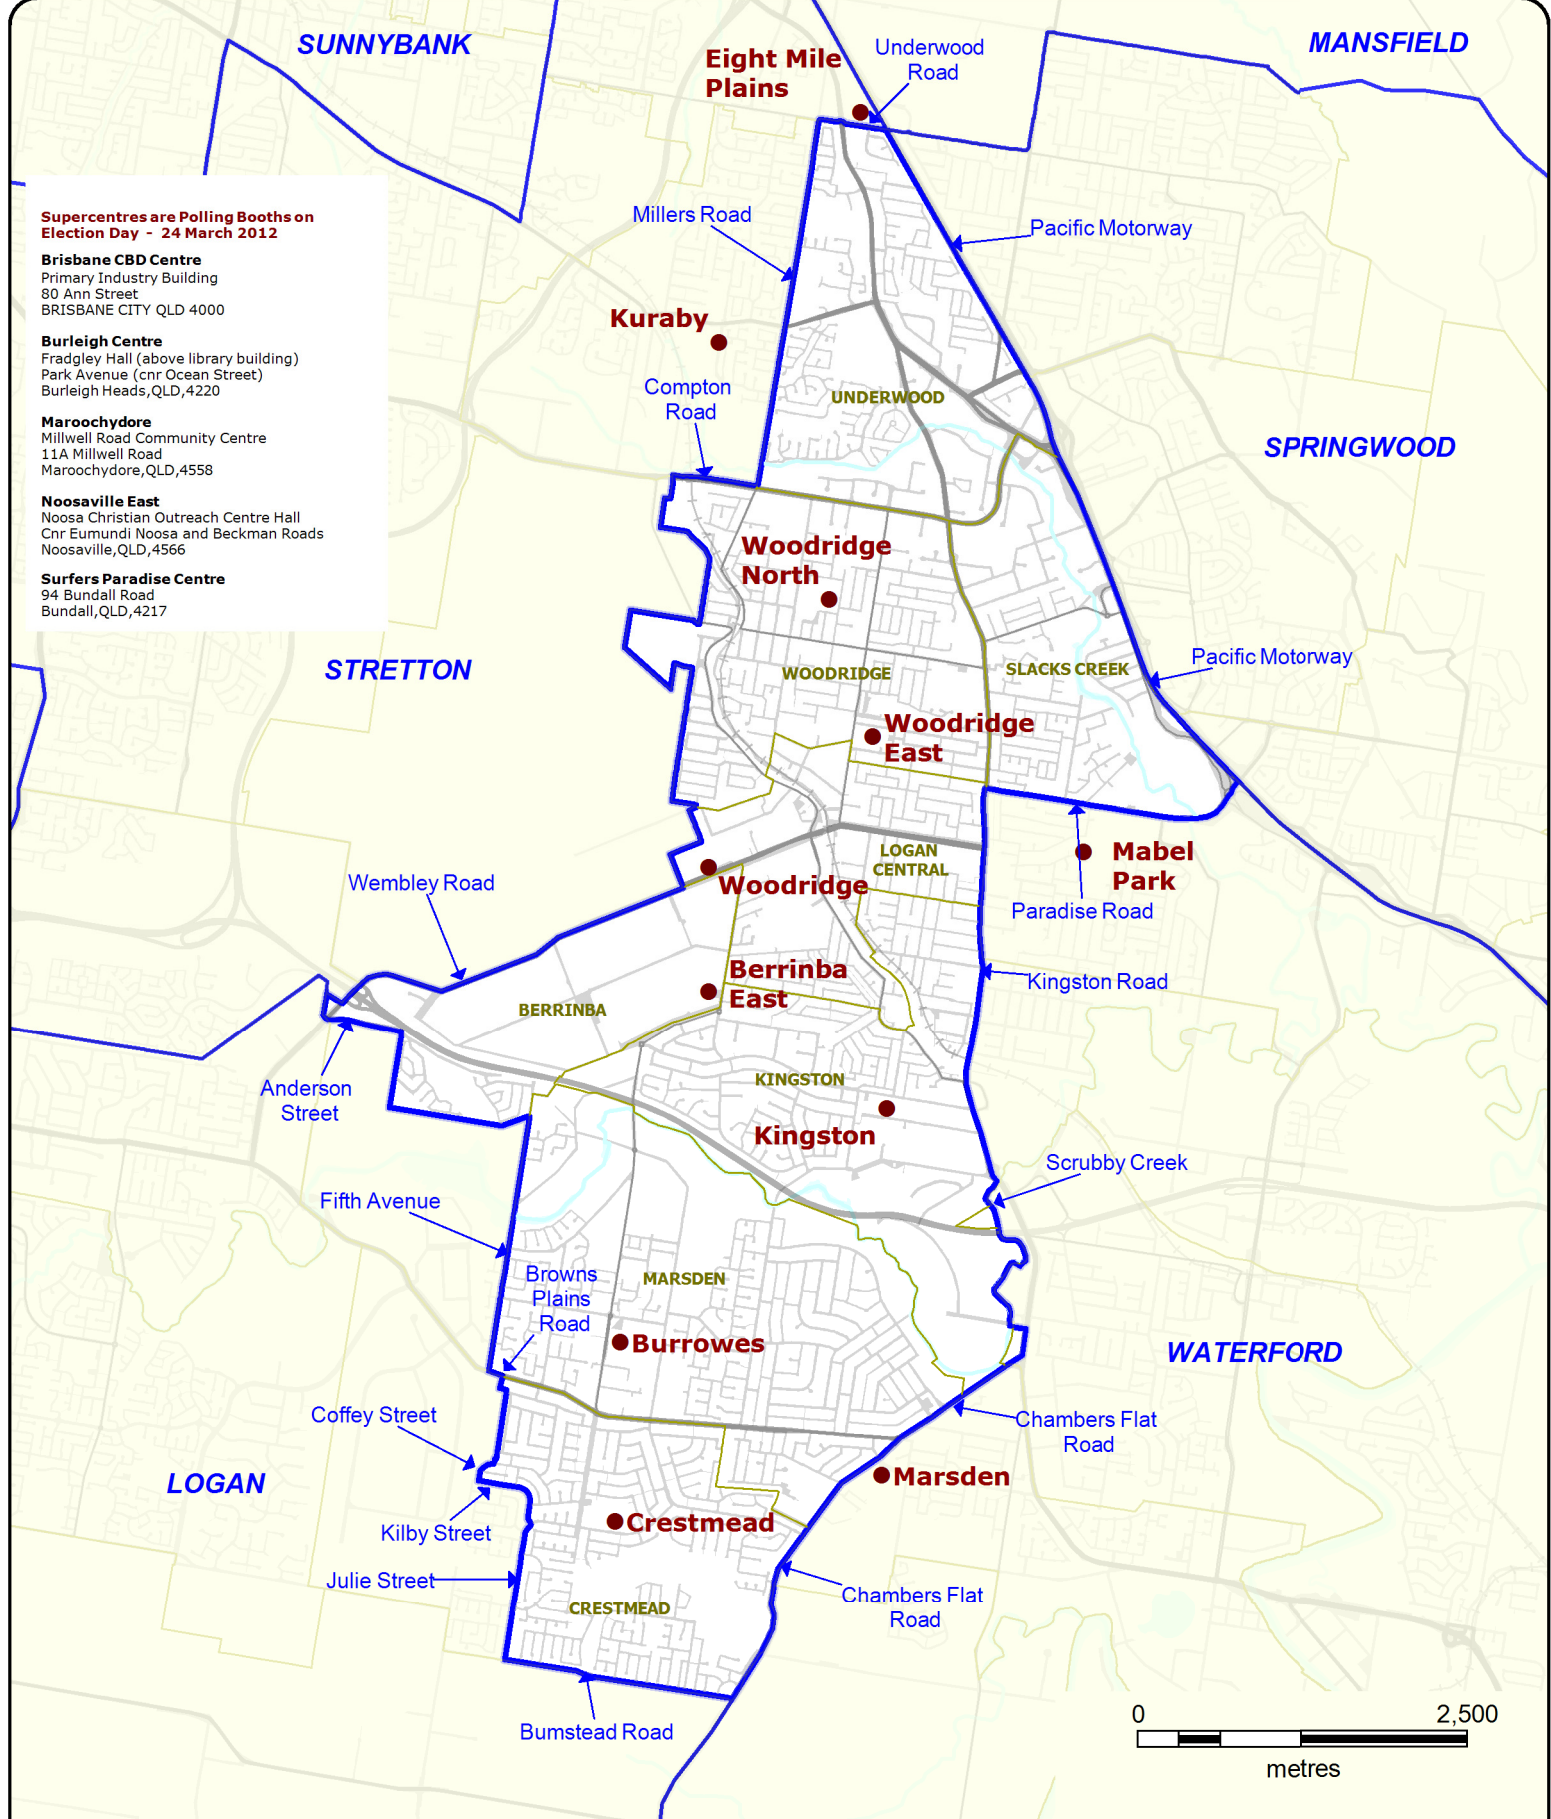 SUNNYBANK
MANSFIELD
Eight Mile
Plains
Underwood
Road
Supercentres are Polling Booths on
Election Day - 24 March 2012
Brisbane CBD Centre
Primary Industry Building
80 Ann Street
BRISBANE CITY QLD 4000
Burleigh Centre
Fradgley Hall (above library building)
Park Avenue (cnr Ocean Street)
Burleigh Heads,QLD,4220
Maroochydore
Millwell Road Community Centre
11A Millwell Road
Maroochydore,QLD,4558
Noosaville East
Noosa Christian Outreach Centre Hall
Cnr Eumundi Noosa and Beckman Roads
Noosaville,QLD,4566
Surfers Paradise Centre
94 Bundall Road
Bundall,QLD,4217
Millers Road
Pacific Motorway
Kuraby
Compton
Road
UNDERWOOD
SPRINGWOOD
Woodridge
North
STRETTON
WOODRIDGE
SLACKS CREEK
Pacific Motorway
Woodridge
East
LOGAN
CENTRAL
Mabel
Park
Wembley Road
Woodridge
Paradise Road
Berrinba
East
Kingston Road
BERRINBA
Anderson
Street
KINGSTON
Kingston
Scrubby Creek
Fifth Avenue
Browns
Plains
Road
MARSDEN
Burrowes
WATERFORD
Coffey Street
Chambers Flat
Road
LOGAN
Marsden
Kilby Street
Crestmead
Julie Street
Chambers Flat
Road
CRESTMEAD
Bumstead Road
0 2,500
metres